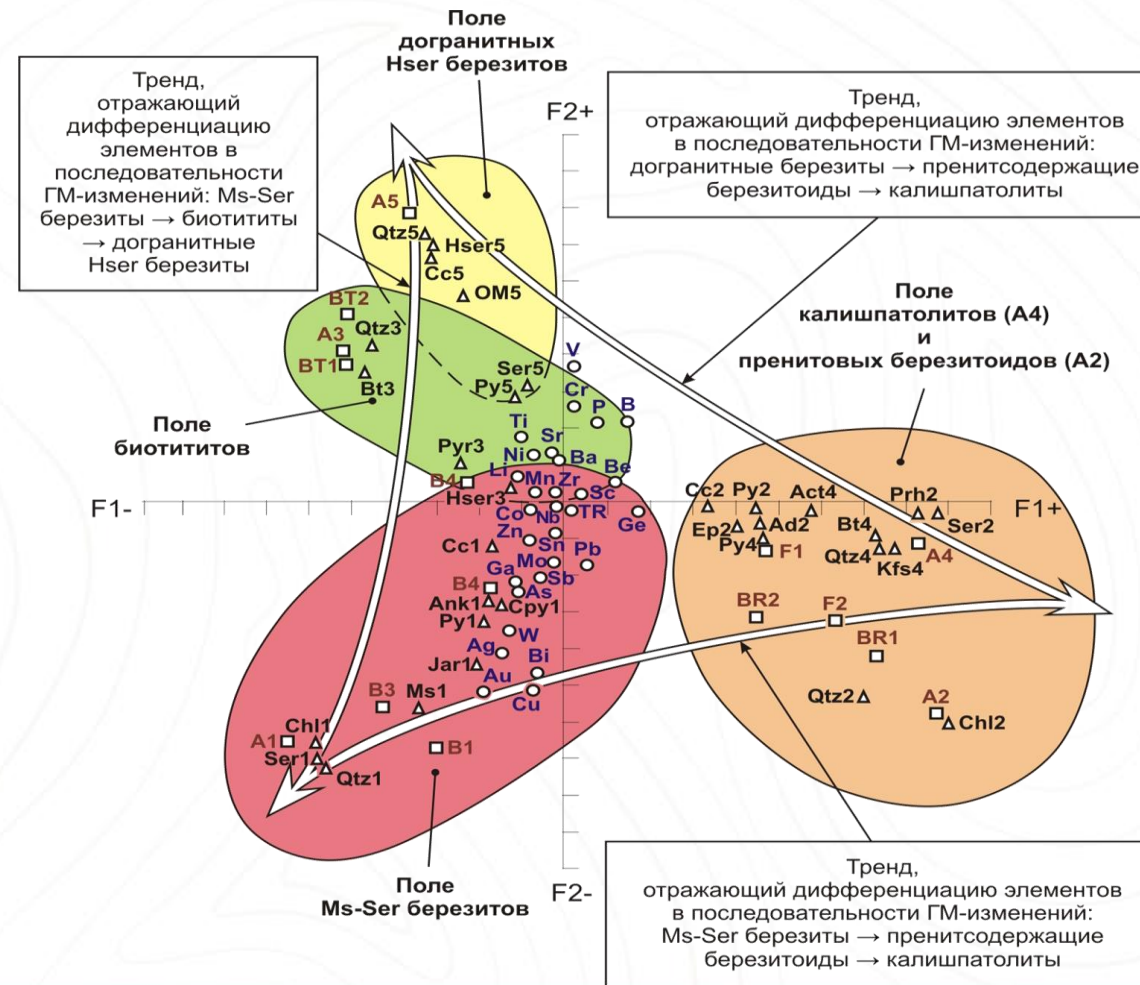 Поле
догранитных
Hser березитов
Тренд,
отражающий
дифференциацию
элементов в
последовательности
ГМ-изменений: Ms-Ser
березиты → биотититы
→ догранитные
Hser березиты
Тренд,
отражающий дифференциацию элементов
в последовательности ГМ-изменений:
догранитные березиты → пренитсодержащие
березитоиды → калишпатолиты
F2+
A5
Qtz5
Hser5
Cc5
OM5
Поле
калишпатолитов (А4)
и
пренитовых березитоидов (А2)
BT2
Qtz3
A3
BT1
Bt3
V
Ser5
Py5
Cr
P
B
Поле
биотититов
Ti
Sr
Ni
Ba
Pyr3
Li
Be
B4
Mn
Zr
Hser3
Sc
Cc2
Py2
Act4
Prh2
F1-
F1+
Co
Nb
TR
Ge
Ep2
Ad2
Bt4
Ser2
Zn
Py4
F1
Qtz4
A4
Cc1
Sn
Mo
Pb
Kfs4
Ga
Sb
B4
As
Ank1
Cpy1
BR2
F2
Py1
W
BR1
Ag
Jar1
Bi
Au
B3
Ms1
Cu
Qtz2
A2
Chl2
Chl1
A1
Ser1
B1
Qtz1
Поле
Ms-Ser березитов
F2-
Тренд,
отражающий дифференциацию элементов
в последовательности ГМ-изменений:
Ms-Ser березиты → пренитсодержащие
березитоиды → калишпатолиты